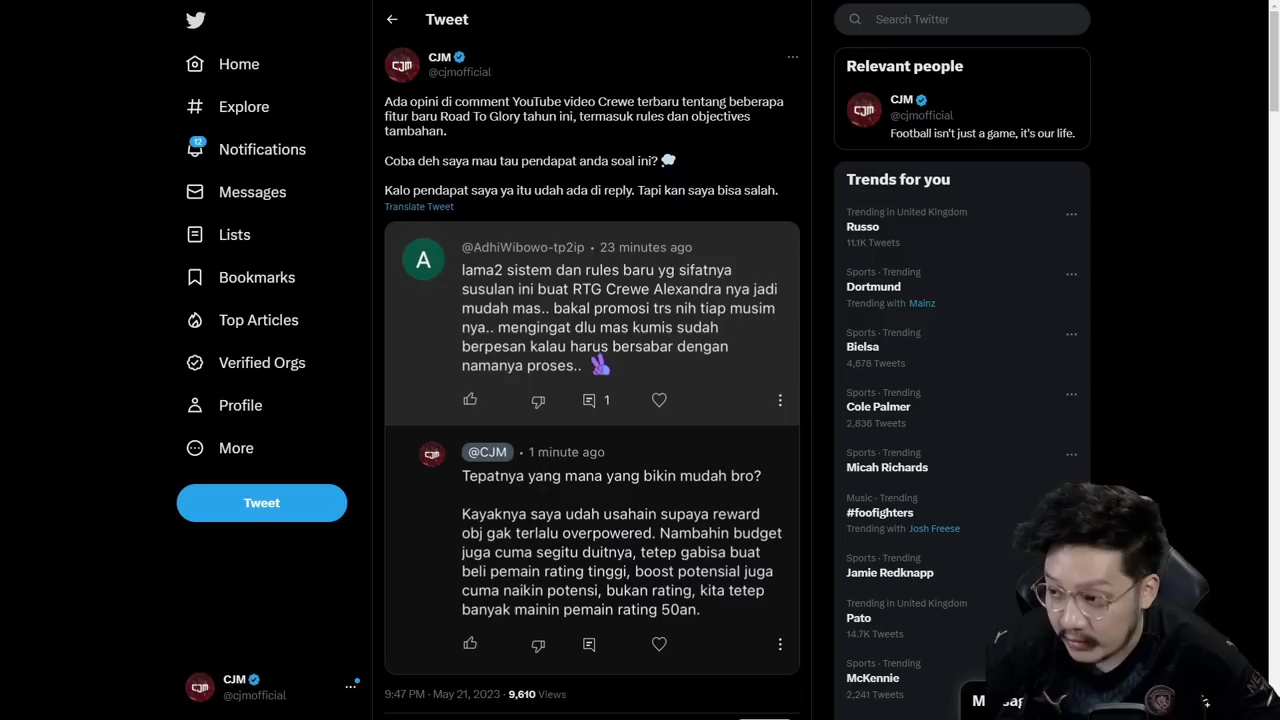 Home
Explore
12
Notifications
Messages
Lists
Bookmarks
Top Articles
Verified Orgs
Profile
More
Tweet
CJM
@cjmofficial
Tweet
CJM
CJM
@cjmofficial
Ada opini di comment YouTube video Crewe terbaru tentang beberapa
fitur baru Road To Glory tahun ini, termasuk rules dan objectives
tambahan.
Coba deh saya mau tau pendapat anda soal ini?
Kalo pendapat saya ya itu udah ada di reply. Tapi kan saya bisa salah.
Translate Tweet
A
@AdhiWibowo-tp2ip · 23 minutes ago
lama2 sistem dan rules baru yg sifatnya
susulan ini buat RTG Crewe Alexandra nya jadi
mudah mas.. bakal promosi trs nih tiap musim
nya.. mengingat dlu mas kumis sudah
berpesan kalau harus bersabar dengan
namanya proses..
1
CJM
@CJM · 1 minute ago
Tepatnya yang mana yang bikin mudah bro?
Kayaknya saya udah usahain supaya reward
obj gak terlalu overpowered. Nambahin budget
juga cuma segitu duitnya, tetep gabisa buat
beli pemain rating tinggi, boost potensial juga
cuma naikin potensi, bukan rating, kita tetep
banyak mainin pemain rating 50an.
9:47 PM · May 21, 2023 · 9,610 Views
Search Twitter
Relevant people
CJM
CJM
@cjmofficial
Football isn't just a game, it's our life.
Trends for you
Trending in United Kingdom
Russo
11.1K Tweets
Sports · Trending
Dortmund
Trending with Mainz
Sports · Trending
Bielsa
4,678 Tweets
Sports · Trending
Cole Palmer
2,836 Tweets
Sports · Trending
Micah Richards
Music · Trending
#foofighters
Trending with Josh Freese
Sports · Trending
Jamie Redknapp
Trending in United Kingdom
Pato
14.7K Tweets
Sports · Trending
McKennie
2,241 Tweets